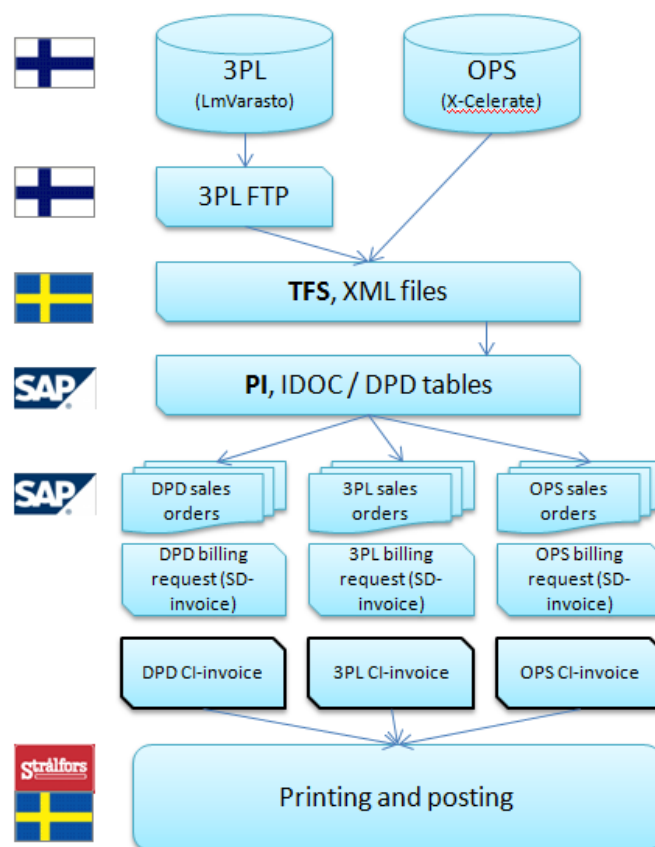 3PL
(LmVarasto)
OPS
(X-Celerate)
3PL FTP
TFS, XML files
SAP
PI, IDOC / DPD tables
SAP
DPD sales
orders
3PL sales
orders
OPS sales
orders
DPD billing
request (SD-
invoice)
3PL billing
request (SD-
invoice)
OPS billing
request (SD-
invoice)
DPD CI-invoice
3PL CI-invoice
OPS CI-invoice
Strålfors
Printing and posting